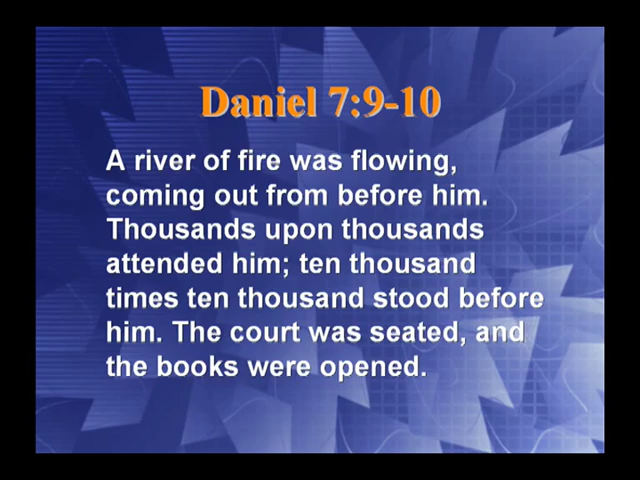 Daniel 7:9-10
A river of fire was flowing,
coming out from before him.
Thousands upon thousands
attended him; ten thousand
times ten thousand stood before
him. The court was seated, and
the books were opened.